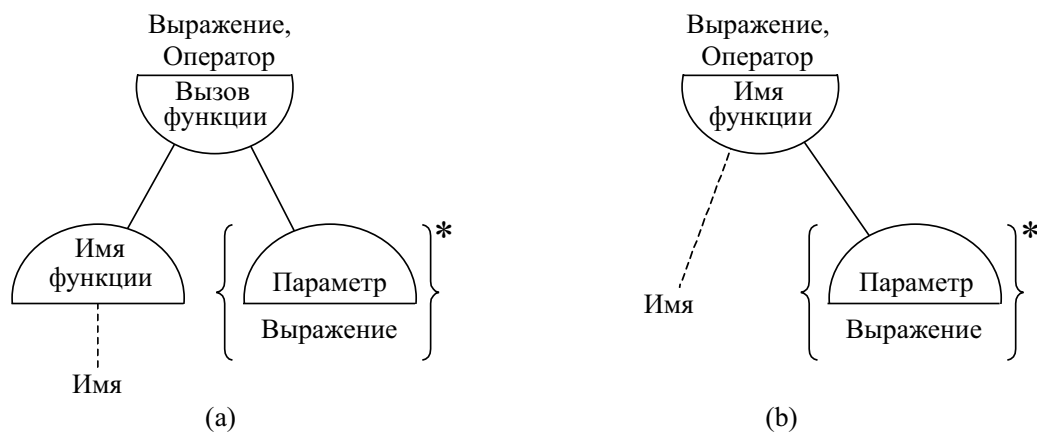 Выражение,
Оператор
Вызов
функции
Имя
функции
Имя
{
Параметр
Выражение
}*
(a)
Выражение,
Оператор
Имя
функции
Имя
{
Параметр
Выражение
}*
(b)